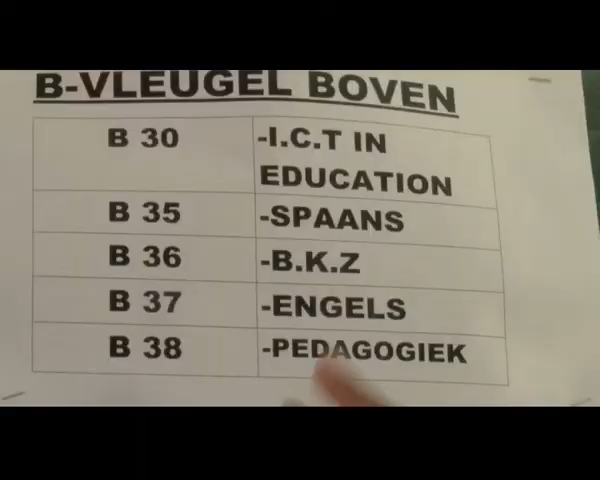 B-VLEUGEL BOVEN
B 30 -I.C.T IN
EDUCATION
B 35 -SPAANS
B 36 -B.K.Z
B 37 -ENGELS
B 38 -PEDAGOGIEK